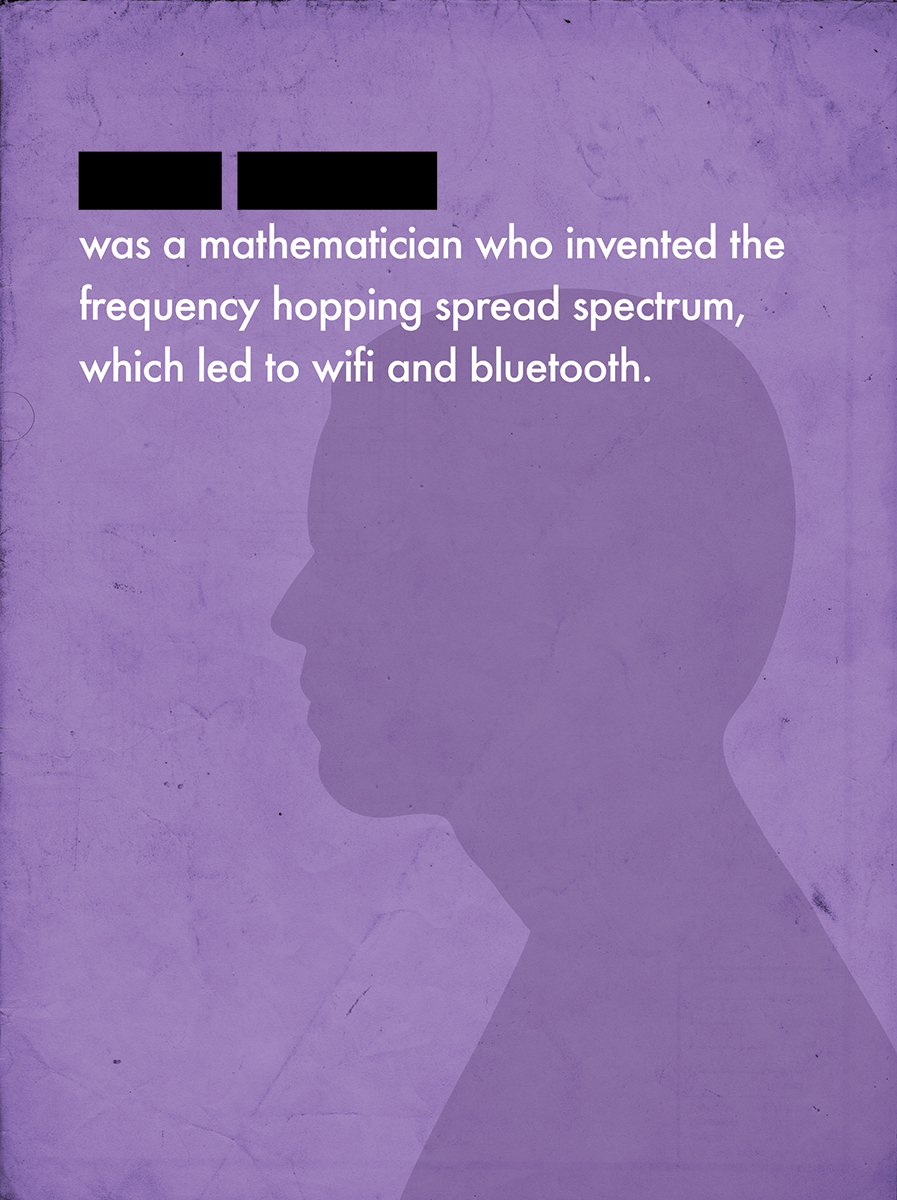 was a mathematician who invented the
frequency hopping spread spectrum,
which led to wifi and bluetooth.